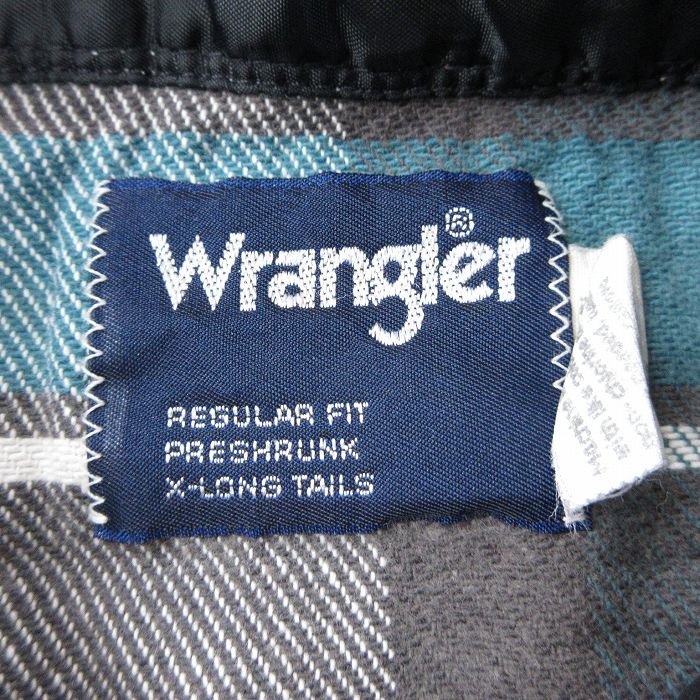 Wrangler®
REGULAR FIT
PRESHRUNK
X-LONG TAILS